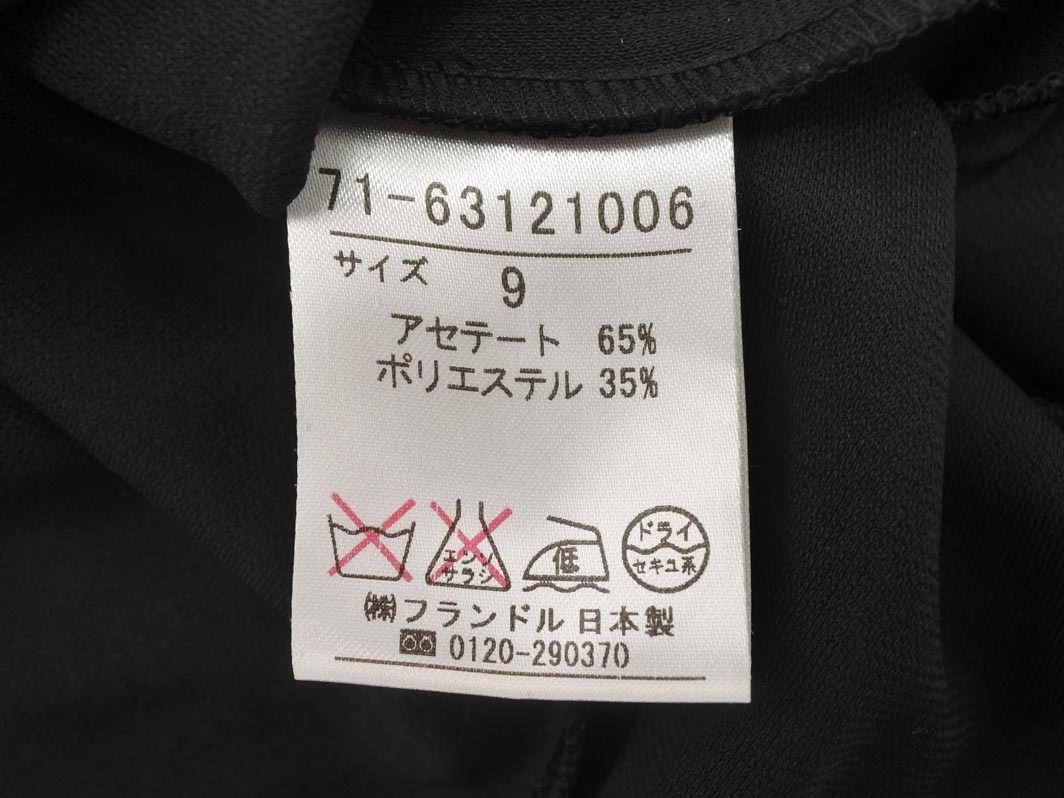 71-63121006
サイズ 9
アセテート 65%
ポリエステル 35%
エンソ
サラシ
低
ドライ
セキユ系
㈱フランドル 日本製
0120-290370